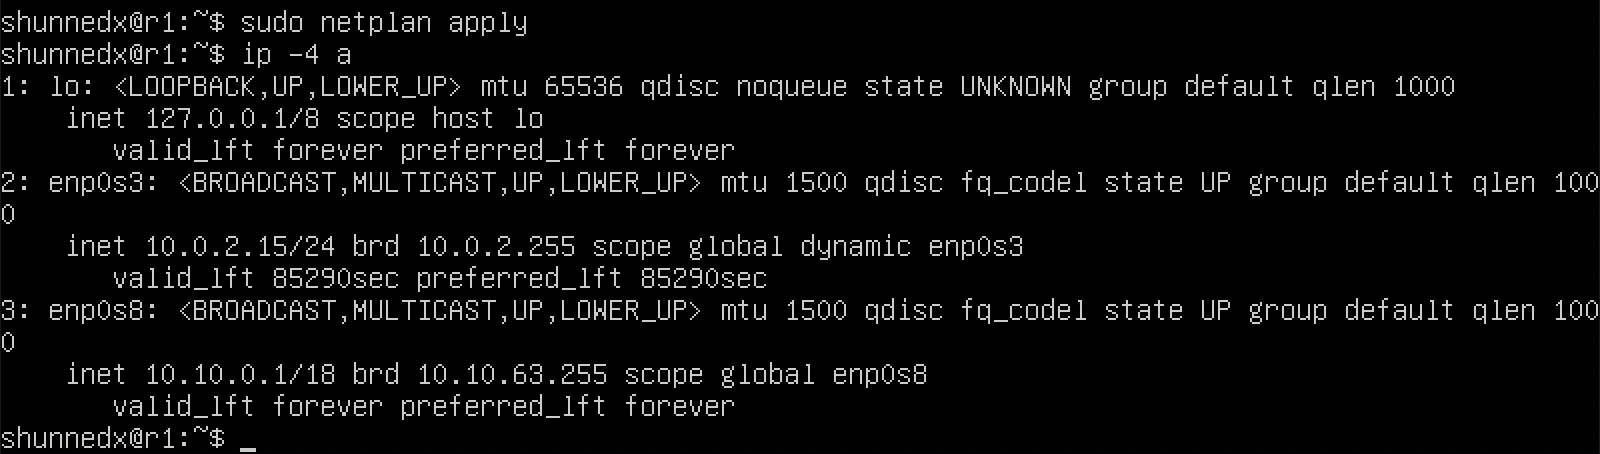 shunnedx@r1:~$ sudo netplan apply
shunnedx@r1:~$ ip -4 a
1: lo: <LOOPBACK,UP,LOWER_UP> mtu 65536 qdisc noqueue state UNKNOWN group default qlen 1000
    inet 127.0.0.1/8 scope host lo
       valid_lft forever preferred_lft forever
2: enp0s3: <BROADCAST,MULTICAST,UP,LOWER_UP> mtu 1500 qdisc fq_codel state UP group default qlen 100
0
    inet 10.0.2.15/24 brd 10.0.2.255 scope global dynamic enp0s3
       valid_lft 85290sec preferred_lft 85290sec
3: enp0s8: <BROADCAST,MULTICAST,UP,LOWER_UP> mtu 1500 qdisc fq_codel state UP group default qlen 100
0
    inet 10.10.0.1/18 brd 10.10.63.255 scope global enp0s8
       valid_lft forever preferred_lft forever
shunnedx@r1:~$ _